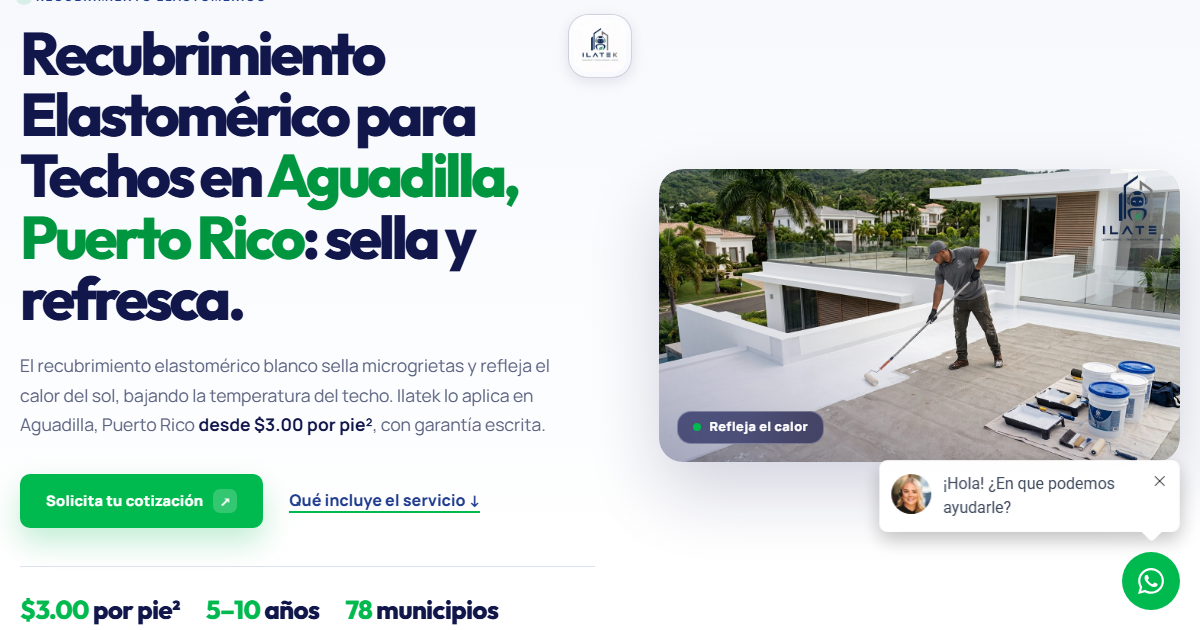 ILATEK
Recubrimiento
Elastomérico para
Techos en Aguadilla,
Puerto Rico: sella y
refresca.
El recubrimiento elastomérico blanco sella microgrietas y refleja el
calor del sol, bajando la temperatura del techo. Ilatek lo aplica en
Aguadilla, Puerto Rico desde $3.00 por pie², con garantía escrita.
Solicita tu cotización ↗
Qué incluye el servicio ↓
$3.00 por pie²
5–10 años
78 municipios
ILATE
Refleja el calor
¡Hola! ¿En que podemos
ayudarle?